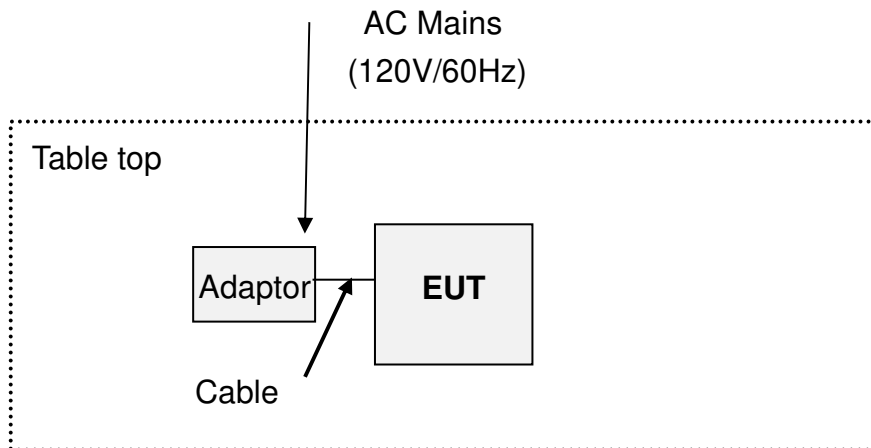 AC Mains
(120V/60Hz)
Table top
Adaptor
EUT
Cable